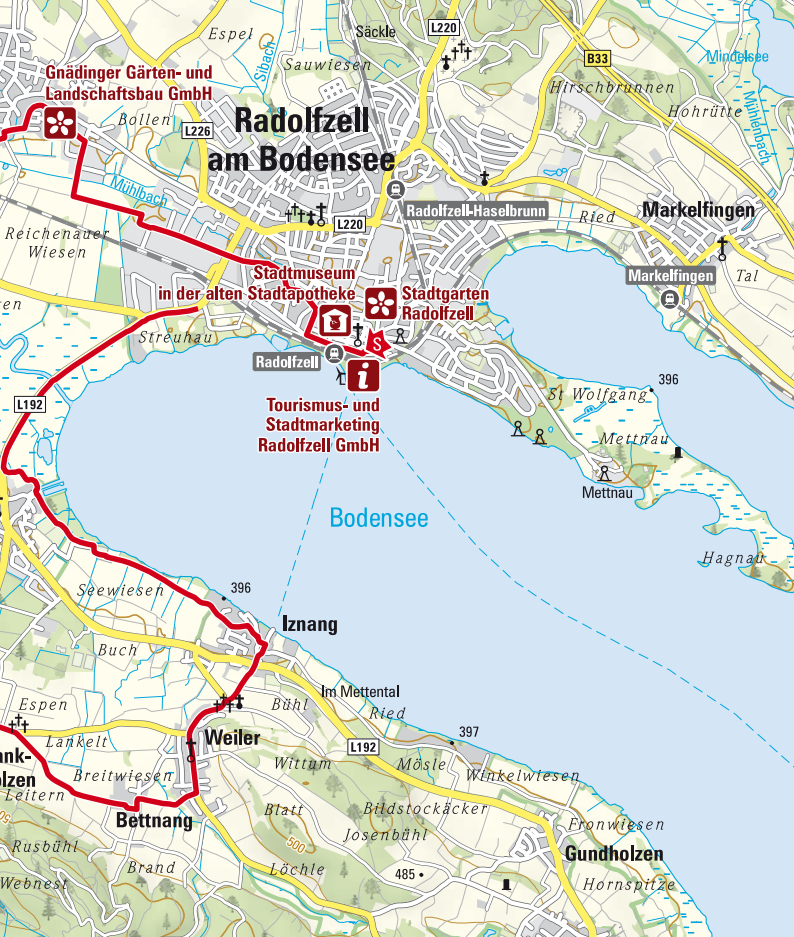 Espel
Säckle
L220
Mindelsee
Sauwiesen
Sibach
B33
Gnädinger Gärten- und
Landschaftsbau GmbH
Hirschbrunnen
Hohrütte
Mühlenbach
Bollen
L226
Radolfzell
am Bodensee
Mühlbach
Radolfzell-Haselbrunn
Markelfingen
L220
Ried
Reichenauer
Wiesen
Stadtmuseum
in der alten Stadtapotheke
Markelfingen
Tal
Stadtgarten
Radolfzell
sen
Streuhau
S
Radolfzell
i
396
St Wolfgang
L192
Tourismus- und
Stadtmarketing
Radolfzell GmbH
Mettnau
Mettnau
Bodensee
Hagnau
Seewiesen
396
Iznang
Buch
Im Mettental
Espen
Bühl
Ried
Lankelt
Weiler
L192
397
ank-
olzen
Breitwiesen
Wittum
Mösle
Winkelwiesen
Leitern
Bettnang
Blatt
Bildstockäcker
Fronwiesen
Josenbühl
500
Rusbühl
Gundholzen
Brand
Löchle
485
Webnest
Hornspitze